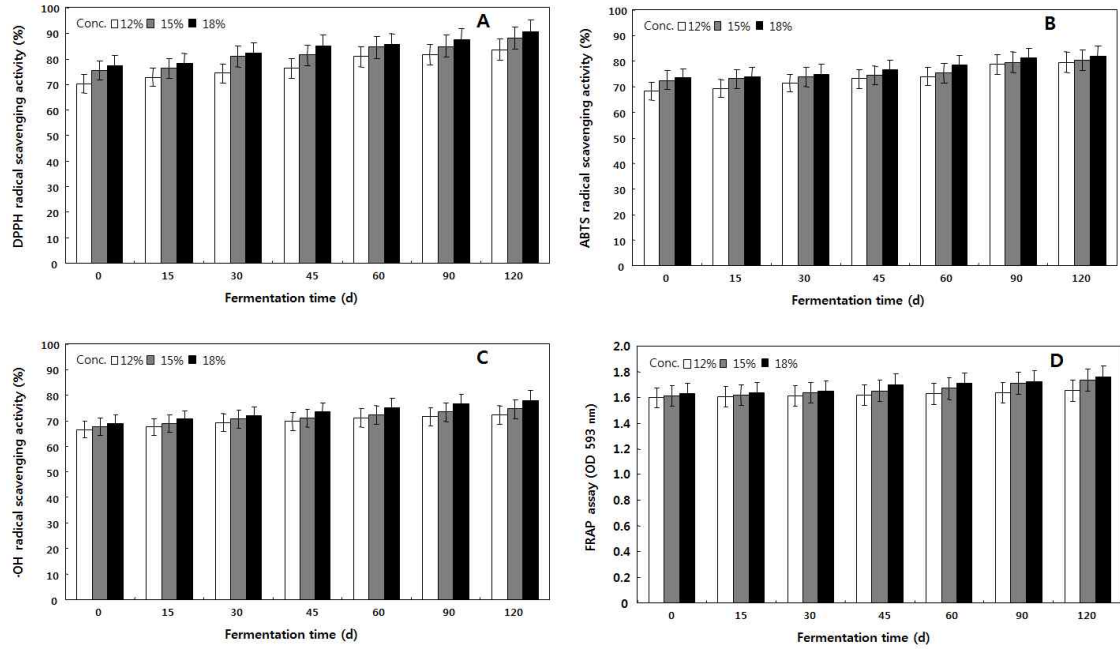 A
Conc. 12% 15% 18%
DPPH radical scavenging activity (%)
100
90
80
70
60
50
40
30
20
10
0
0 15 30 45 60 90 120
Fermentation time (d)
B
Conc. 12% 15% 18%
ABTS radical scavenging activity (%)
100
90
80
70
60
50
40
30
20
10
0
0 15 30 45 60 90 120
Fermentation time (d)
C
Conc. 12% 15% 18%
·OH radical scavenging activity (%)
100
90
80
70
60
50
40
30
20
10
0
0 15 30 45 60 90 120
Fermentation time (d)
D
Conc. 12% 15% 18%
FRAP assay (OD 593 nm)
2.0
1.8
1.6
1.4
1.2
1.0
0.8
0.6
0.4
0.2
0
0 15 30 45 60 90 120
Fermentation time (d)